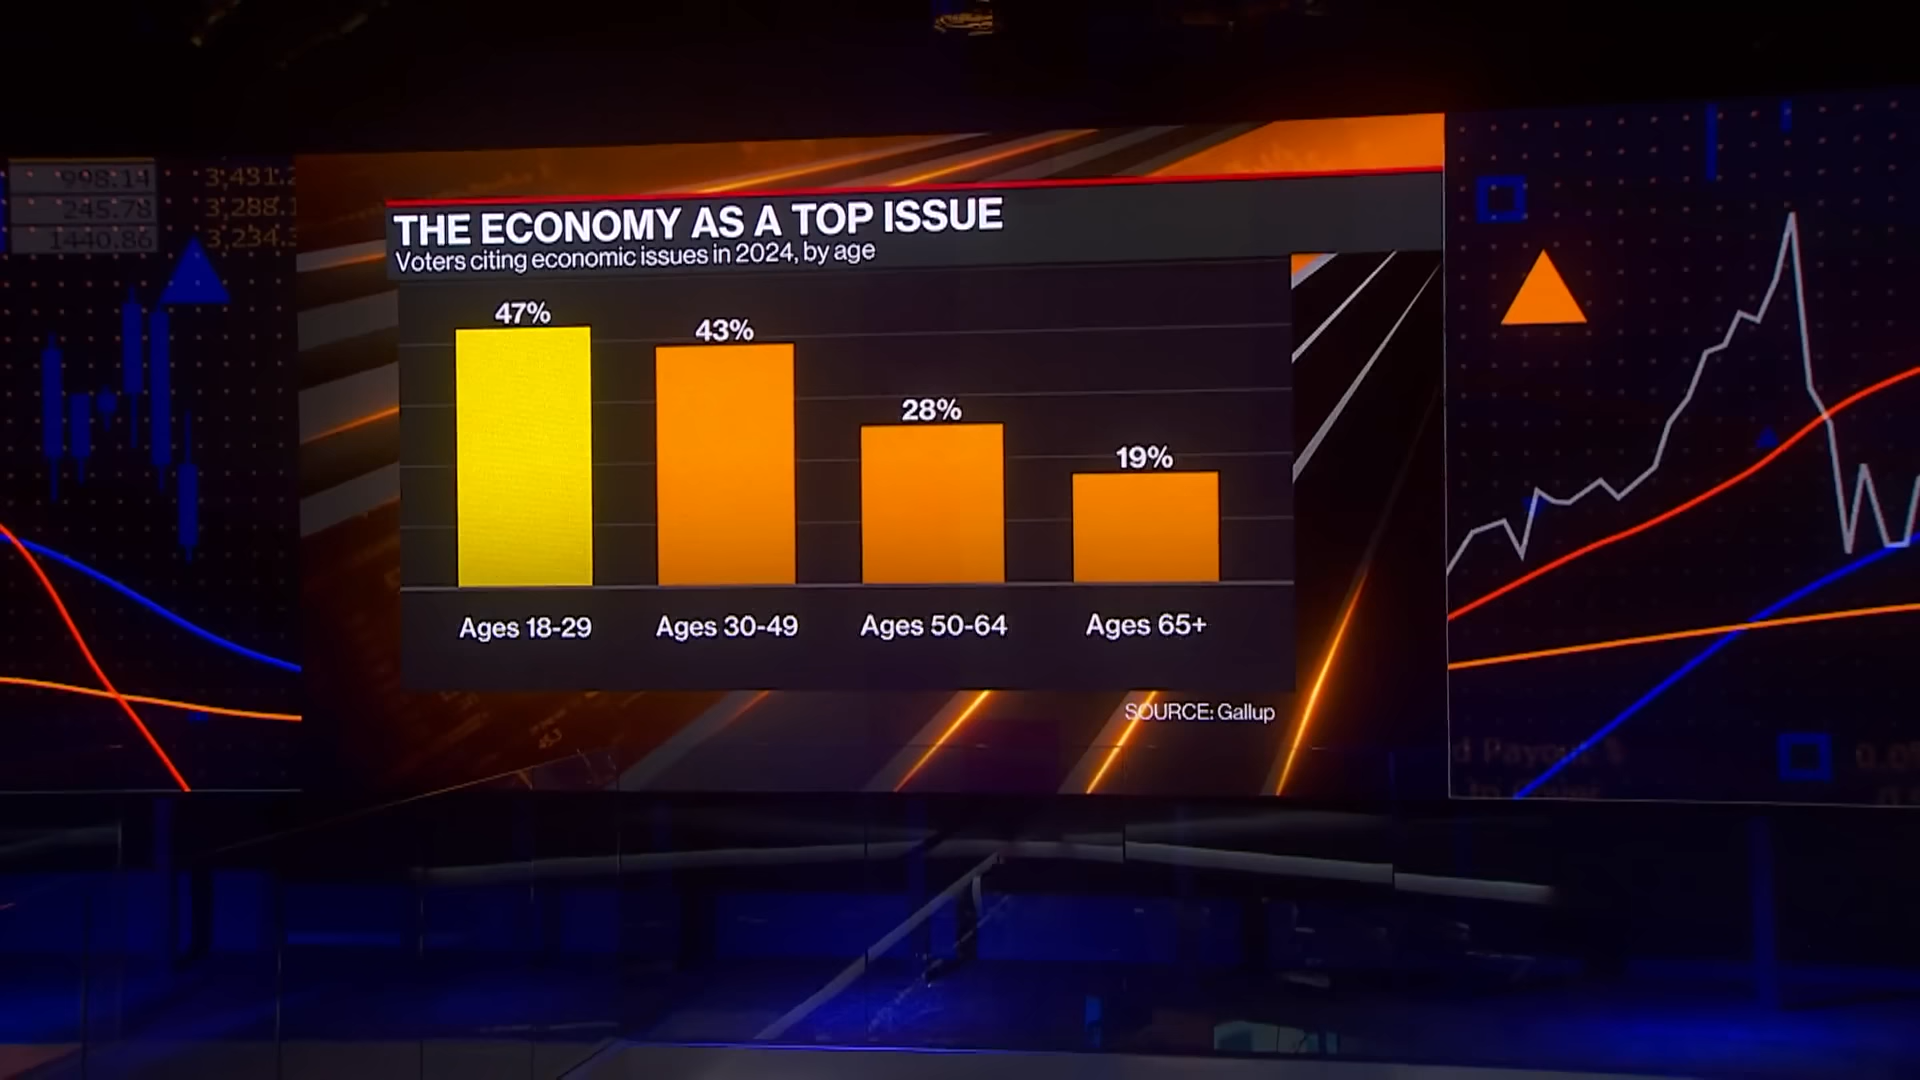 998.14
245.78
1440.86
THE ECONOMY AS A TOP ISSUE
Voters citing economic issues in 2024, by age
47%
43%
28%
19%
Ages 18-29
Ages 30-49
Ages 50-64
Ages 65+
SOURCE: Gallup